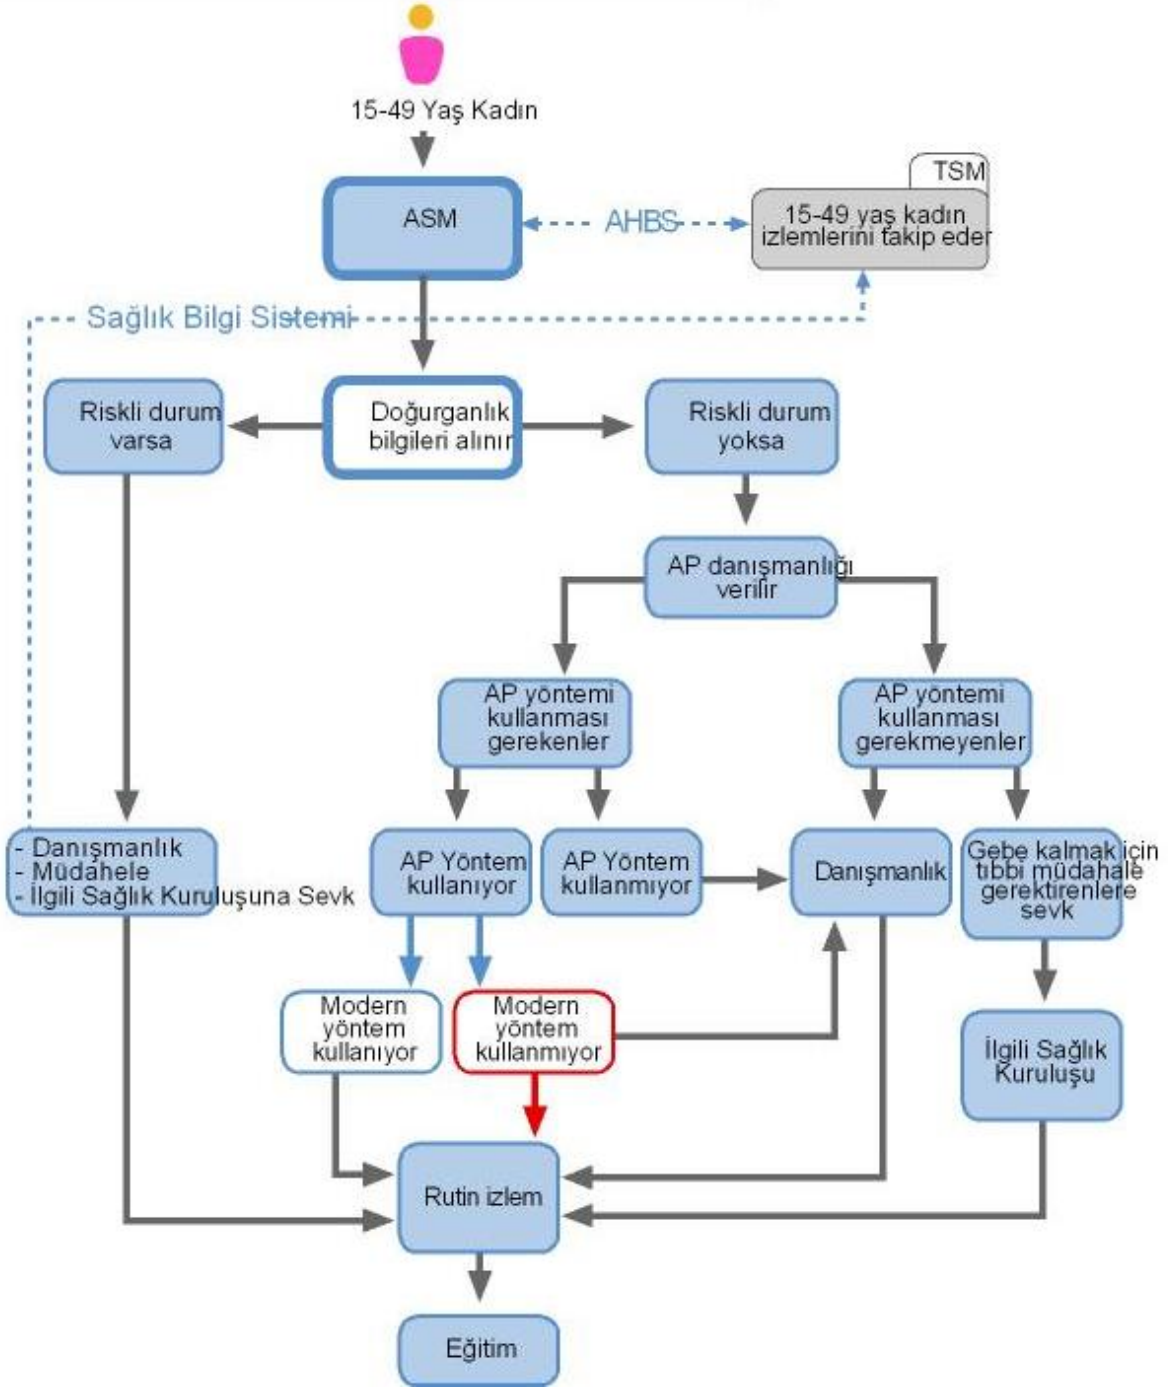 15-49 Yaş Kadın
TSM
ASM
AHBS
15-49 yaş kadın
izlemlerini takip eder
Sağlık Bilgi Sistemi
Riskli durum
varsa
Doğurganlık
bilgileri alınır
Riskli durum
yoksa
AP danışmanlığı
verilir
AP yöntemi
kullanması
gerekenler
AP yöntemi
kullanması
gerekmeyenler
- Danışmanlık
- Müdahele
- İlgili Sağlık Kuruluşuna Sevk
AP Yöntem
kullanıyor
AP Yöntem
kullanmıyor
Danışmanlık
Gebe kalmak için
tıbbi müdahale
gerektirenlere
sevk
Modern
yöntem
kullanıyor
Modern
yöntem
kullanmıyor
İlgili Sağlık
Kuruluşu
Rutin izlem
Eğitim